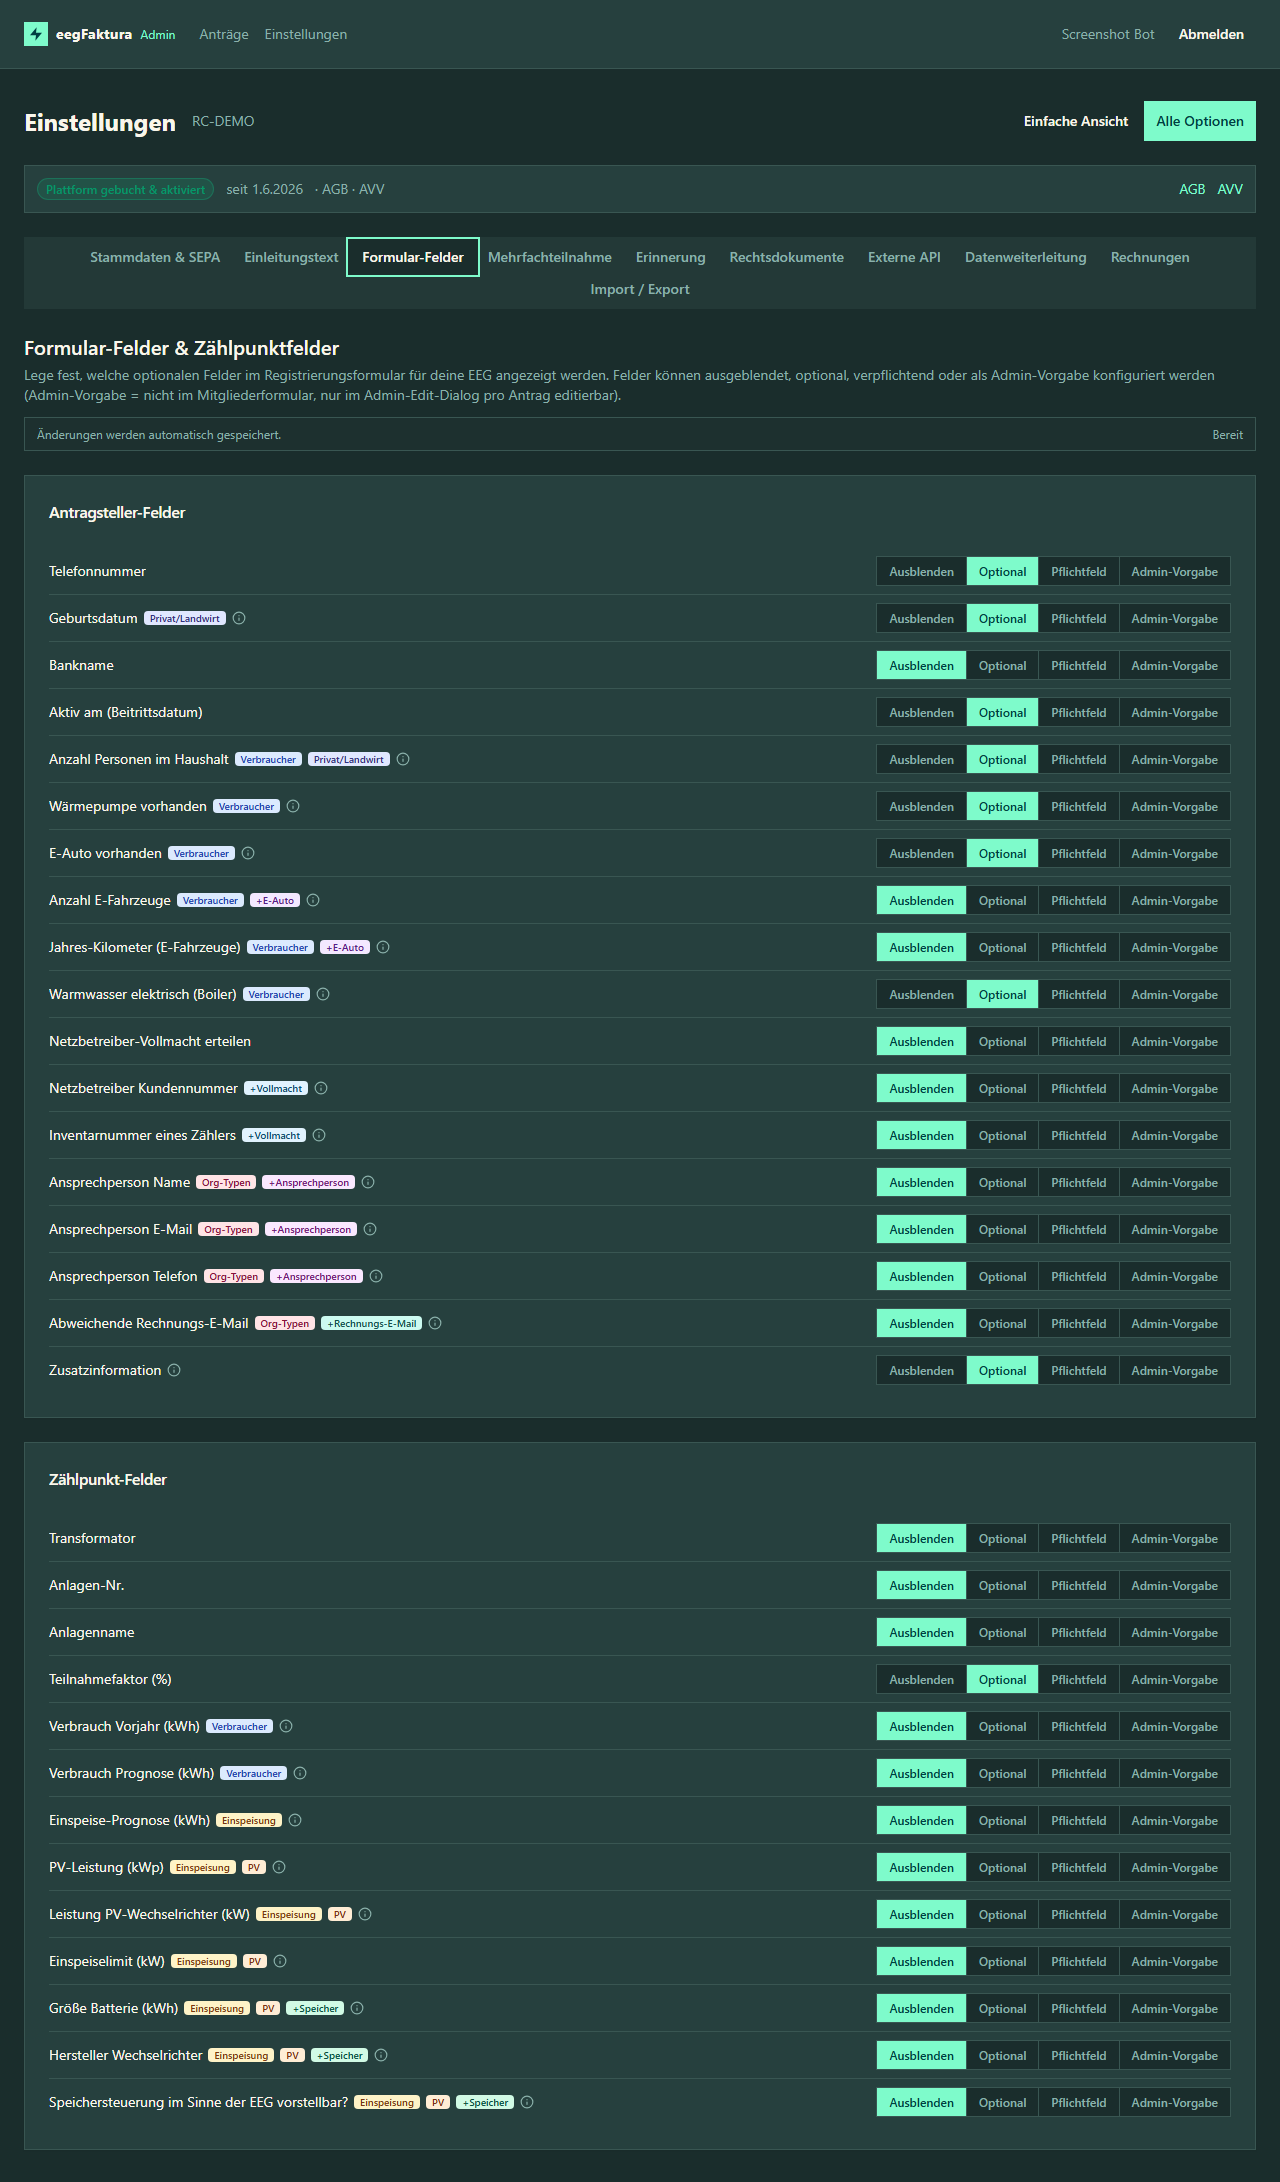 eegFaktura Admin Anträge Einstellungen Screenshot Bot Abmelden
Einstellungen RC-DEMO Einfache Ansicht Alle Optionen
Plattform gebucht & aktiviert seit 1.6.2026 · AGB · AVV AGB AVV
Stammdaten & SEPA Einleitungstext Formular-Felder Mehrfachteilnahme Erinnerung Rechtsdokumente Externe API Datenweiterleitung Rechnungen
Import / Export
Formular-Felder & Zählpunktfelder
Lege fest, welche optionalen Felder im Registrierungsformular für deine EEG angezeigt werden. Felder können ausgeblendet, optional, verpflichtend oder als Admin-Vorgabe konfiguriert werden
(Admin-Vorgabe = nicht im Mitgliederformular, nur im Admin-Edit-Dialog pro Antrag editierbar).
Änderungen werden automatisch gespeichert. Bereit
Antragsteller-Felder
Telefonnummer Ausblenden Optional Pflichtfeld Admin-Vorgabe
Geburtsdatum Privat/Landwirt Ausblenden Optional Pflichtfeld Admin-Vorgabe
Bankname Ausblenden Optional Pflichtfeld Admin-Vorgabe
Aktiv am (Beitrittsdatum) Ausblenden Optional Pflichtfeld Admin-Vorgabe
Anzahl Personen im Haushalt Verbraucher Privat/Landwirt Ausblenden Optional Pflichtfeld Admin-Vorgabe
Wärmepumpe vorhanden Verbraucher Ausblenden Optional Pflichtfeld Admin-Vorgabe
E-Auto vorhanden Verbraucher Ausblenden Optional Pflichtfeld Admin-Vorgabe
Anzahl E-Fahrzeuge Verbraucher +E-Auto Ausblenden Optional Pflichtfeld Admin-Vorgabe
Jahres-Kilometer (E-Fahrzeuge) Verbraucher +E-Auto Ausblenden Optional Pflichtfeld Admin-Vorgabe
Warmwasser elektrisch (Boiler) Verbraucher Ausblenden Optional Pflichtfeld Admin-Vorgabe
Netzbetreiber-Vollmacht erteilen Ausblenden Optional Pflichtfeld Admin-Vorgabe
Netzbetreiber Kundennummer +Vollmacht Ausblenden Optional Pflichtfeld Admin-Vorgabe
Inventarnummer eines Zählers +Vollmacht Ausblenden Optional Pflichtfeld Admin-Vorgabe
Ansprechperson Name Org-Typen +Ansprechperson Ausblenden Optional Pflichtfeld Admin-Vorgabe
Ansprechperson E-Mail Org-Typen +Ansprechperson Ausblenden Optional Pflichtfeld Admin-Vorgabe
Ansprechperson Telefon Org-Typen +Ansprechperson Ausblenden Optional Pflichtfeld Admin-Vorgabe
Abweichende Rechnungs-E-Mail Org-Typen +Rechnungs-E-Mail Ausblenden Optional Pflichtfeld Admin-Vorgabe
Zusatzinformation Ausblenden Optional Pflichtfeld Admin-Vorgabe
Zählpunkt-Felder
Transformator Ausblenden Optional Pflichtfeld Admin-Vorgabe
Anlagen-Nr. Ausblenden Optional Pflichtfeld Admin-Vorgabe
Anlagenname Ausblenden Optional Pflichtfeld Admin-Vorgabe
Teilnahmefaktor (%) Ausblenden Optional Pflichtfeld Admin-Vorgabe
Verbrauch Vorjahr (kWh) Verbraucher Ausblenden Optional Pflichtfeld Admin-Vorgabe
Verbrauch Prognose (kWh) Verbraucher Ausblenden Optional Pflichtfeld Admin-Vorgabe
Einspeise-Prognose (kWh) Einspeisung Ausblenden Optional Pflichtfeld Admin-Vorgabe
PV-Leistung (kWp) Einspeisung PV Ausblenden Optional Pflichtfeld Admin-Vorgabe
Leistung PV-Wechselrichter (kW) Einspeisung PV Ausblenden Optional Pflichtfeld Admin-Vorgabe
Einspeiselimit (kW) Einspeisung PV Ausblenden Optional Pflichtfeld Admin-Vorgabe
Größe Batterie (kWh) Einspeisung PV +Speicher Ausblenden Optional Pflichtfeld Admin-Vorgabe
Hersteller Wechselrichter Einspeisung PV +Speicher Ausblenden Optional Pflichtfeld Admin-Vorgabe
Speichersteuerung im Sinne der EEG vorstellbar? Einspeisung PV +Speicher Ausblenden Optional Pflichtfeld Admin-Vorgabe